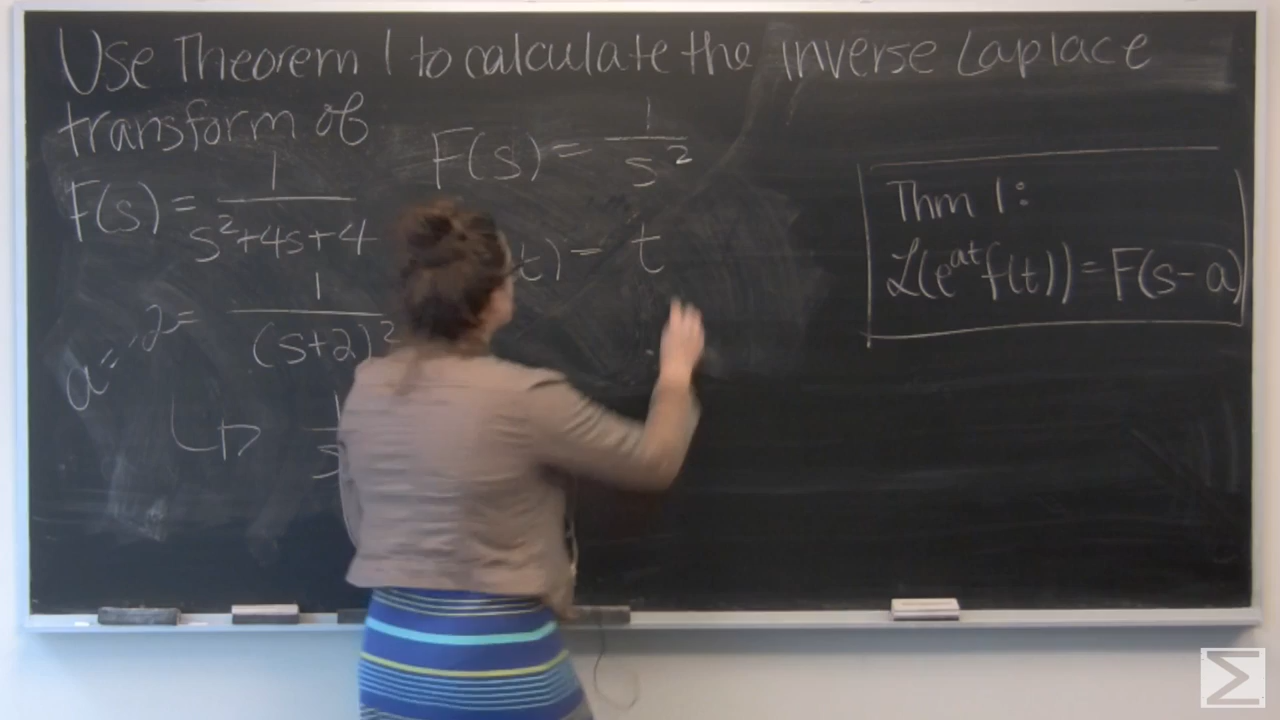 Use Theorem 1 to calculate the inverse Laplace
transform of
F(s) = 1/(s²+4s+4)
= 1/(s+2)²
a = -2
F(s) = 1/s²
t) = t
Thm 1:
ℒ(e^{at}f(t)) = F(s-a)
Σ